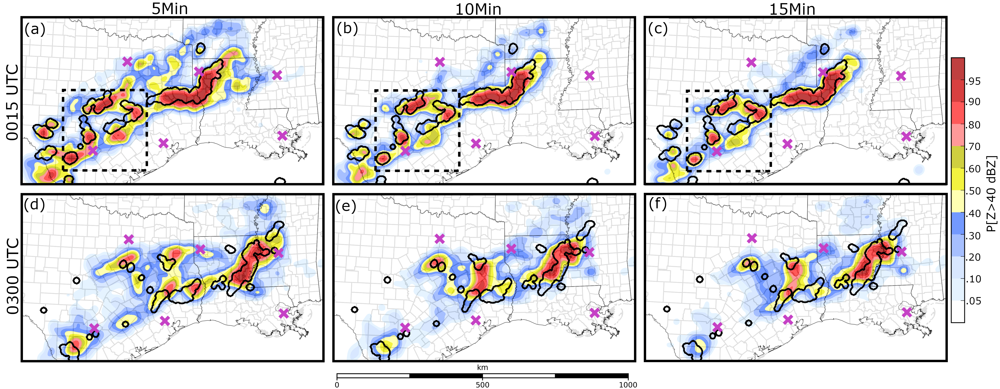 5Min 10Min 15Min
0015 UTC
(a) (b) (c)
.95
.90
.80
.70
.60
.50
.40
.30
.20
.10
.05
P[Z>40 dBZ]
0300 UTC
(d) (e) (f)
km
0 500 1000